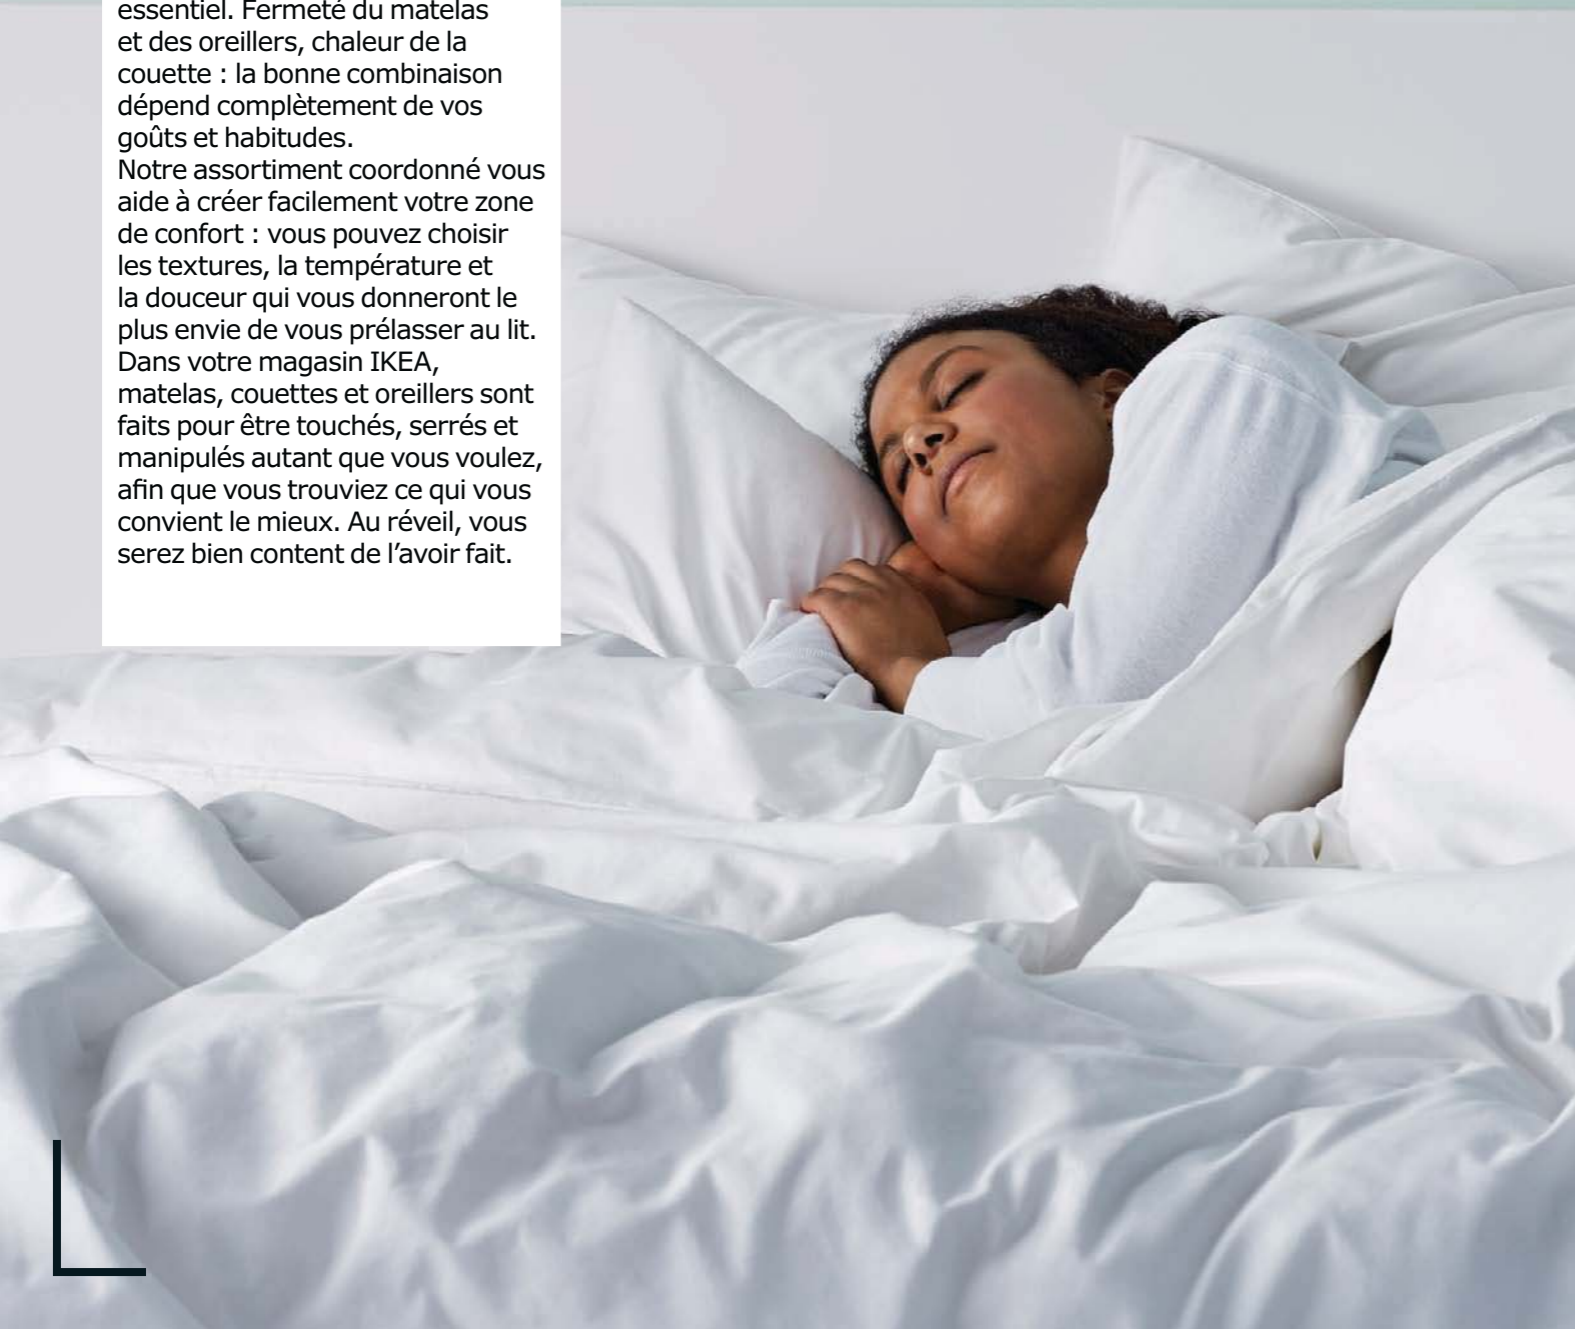 essentiel. Fermeté du matelas
et des oreillers, chaleur de la
couette : la bonne combinaison
dépend complètement de vos
goûts et habitudes.
Notre assortiment coordonné vous
aide à créer facilement votre zone
de confort : vous pouvez choisir
les textures, la température et
la douceur qui vous donneront le
plus envie de vous prélasser au lit.
Dans votre magasin IKEA,
matelas, couettes et oreillers sont
faits pour être touchés, serrés et
manipulés autant que vous voulez,
afin que vous trouviez ce qui vous
convient le mieux. Au réveil, vous
serez bien content de l’avoir fait.